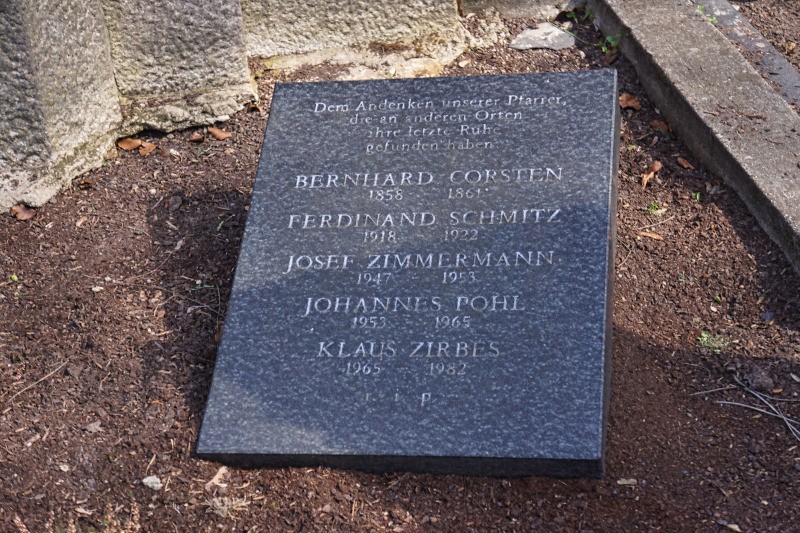 Dem Andenken unserer Pfarrer,
die an anderen Orten
ihre letzte Ruhe
gefunden haben
BERNHARD CORSTEN
1858 1861
FERDINAND SCHMITZ
1918 1922
JOSEF ZIMMERMANN
1947 1953
JOHANNES POHL
1953 1965
KLAUS ZIRBES
1965 1982
r i p